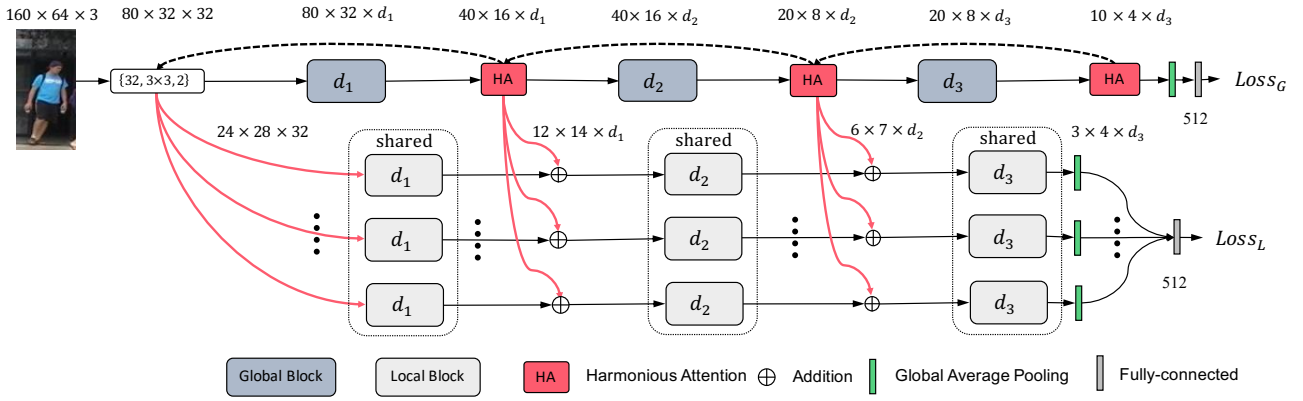 160 × 64 × 3
80 × 32 × 32
80 × 32 × d₁
40 × 16 × d₁
40 × 16 × d₂
20 × 8 × d₂
20 × 8 × d₃
10 × 4 × d₃
{32, 3×3, 2}
d₁
HA
d₂
HA
d₃
HA
Loss_G
512
24 × 28 × 32
shared
12 × 14 × d₁
shared
6 × 7 × d₂
shared
3 × 4 × d₃
d₁
d₂
d₃
d₁
d₂
d₃
Loss_L
512
d₁
d₂
d₃
Global Block
Local Block
HA
Harmonious Attention
Addition
Global Average Pooling
Fully-connected